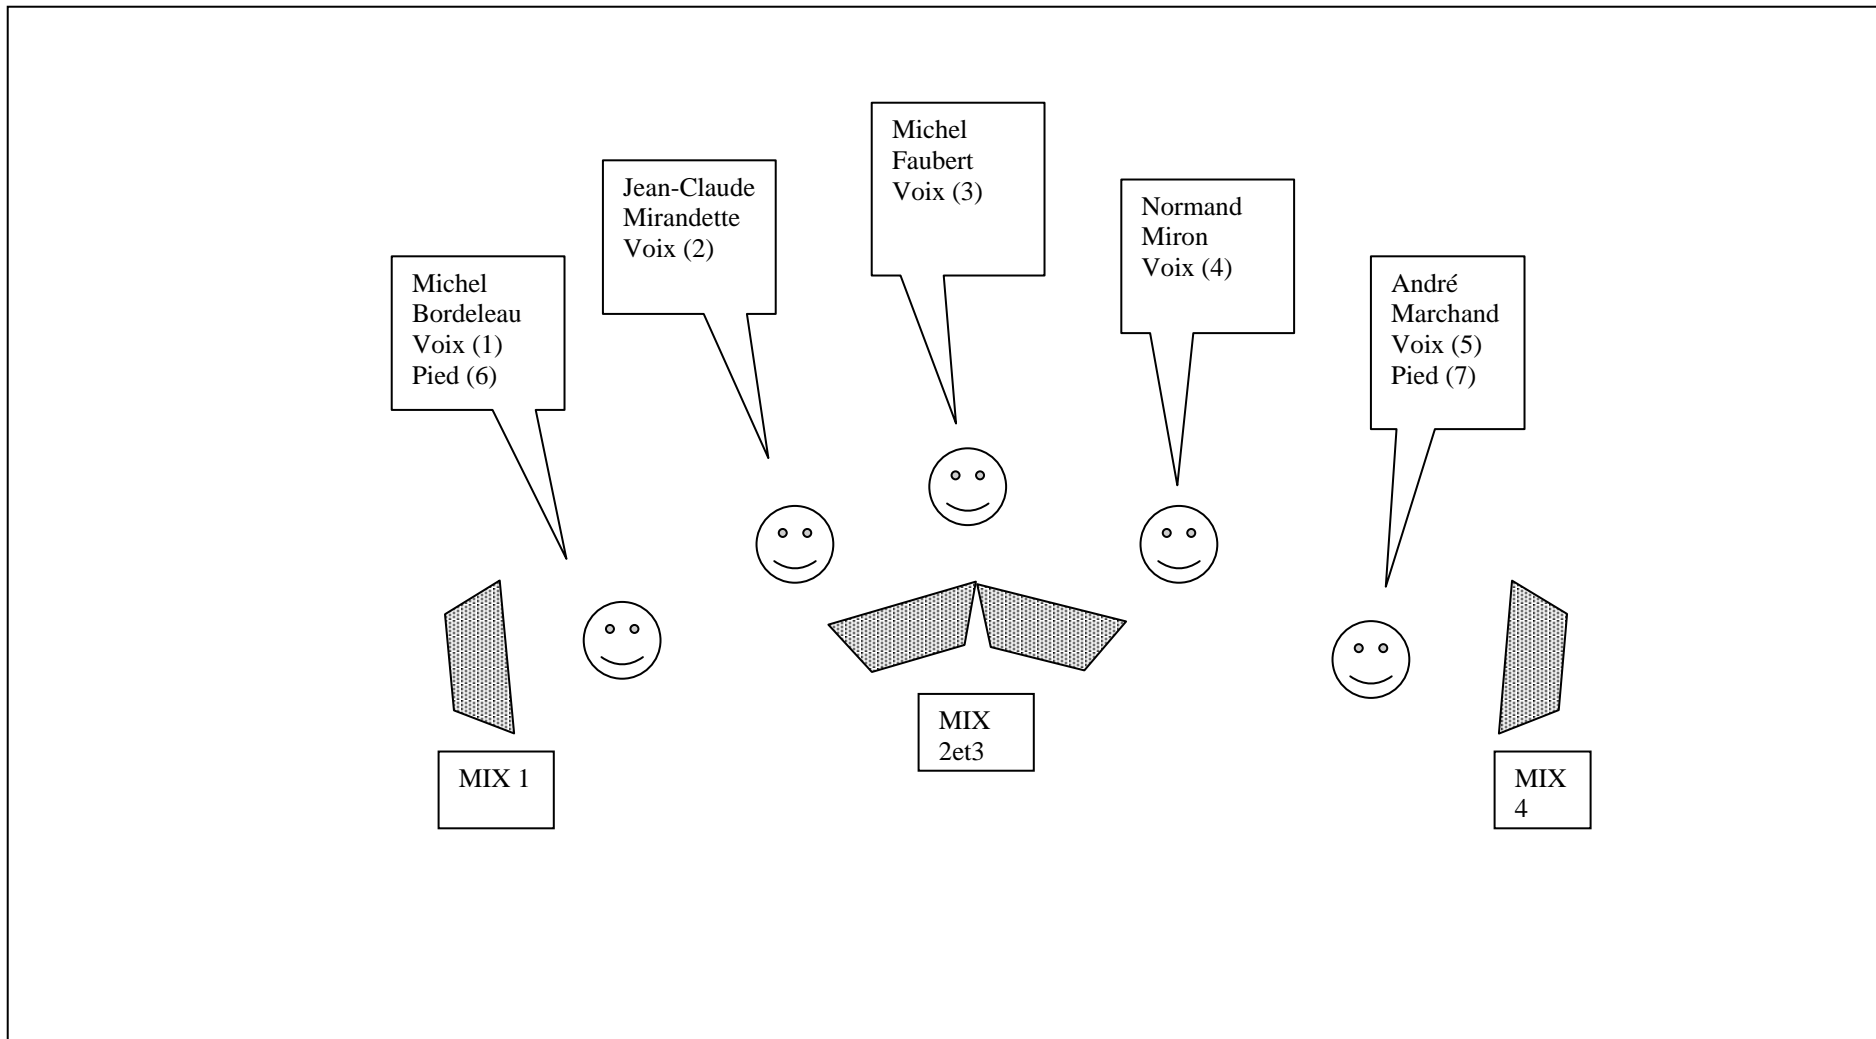 Michel
Bordeleau
Voix (1)
Pied (6)
Jean-Claude
Mirandette
Voix (2)
Michel
Faubert
Voix (3)
Normand
Miron
Voix (4)
André
Marchand
Voix (5)
Pied (7)
MIX 1
MIX
2et3
MIX
4